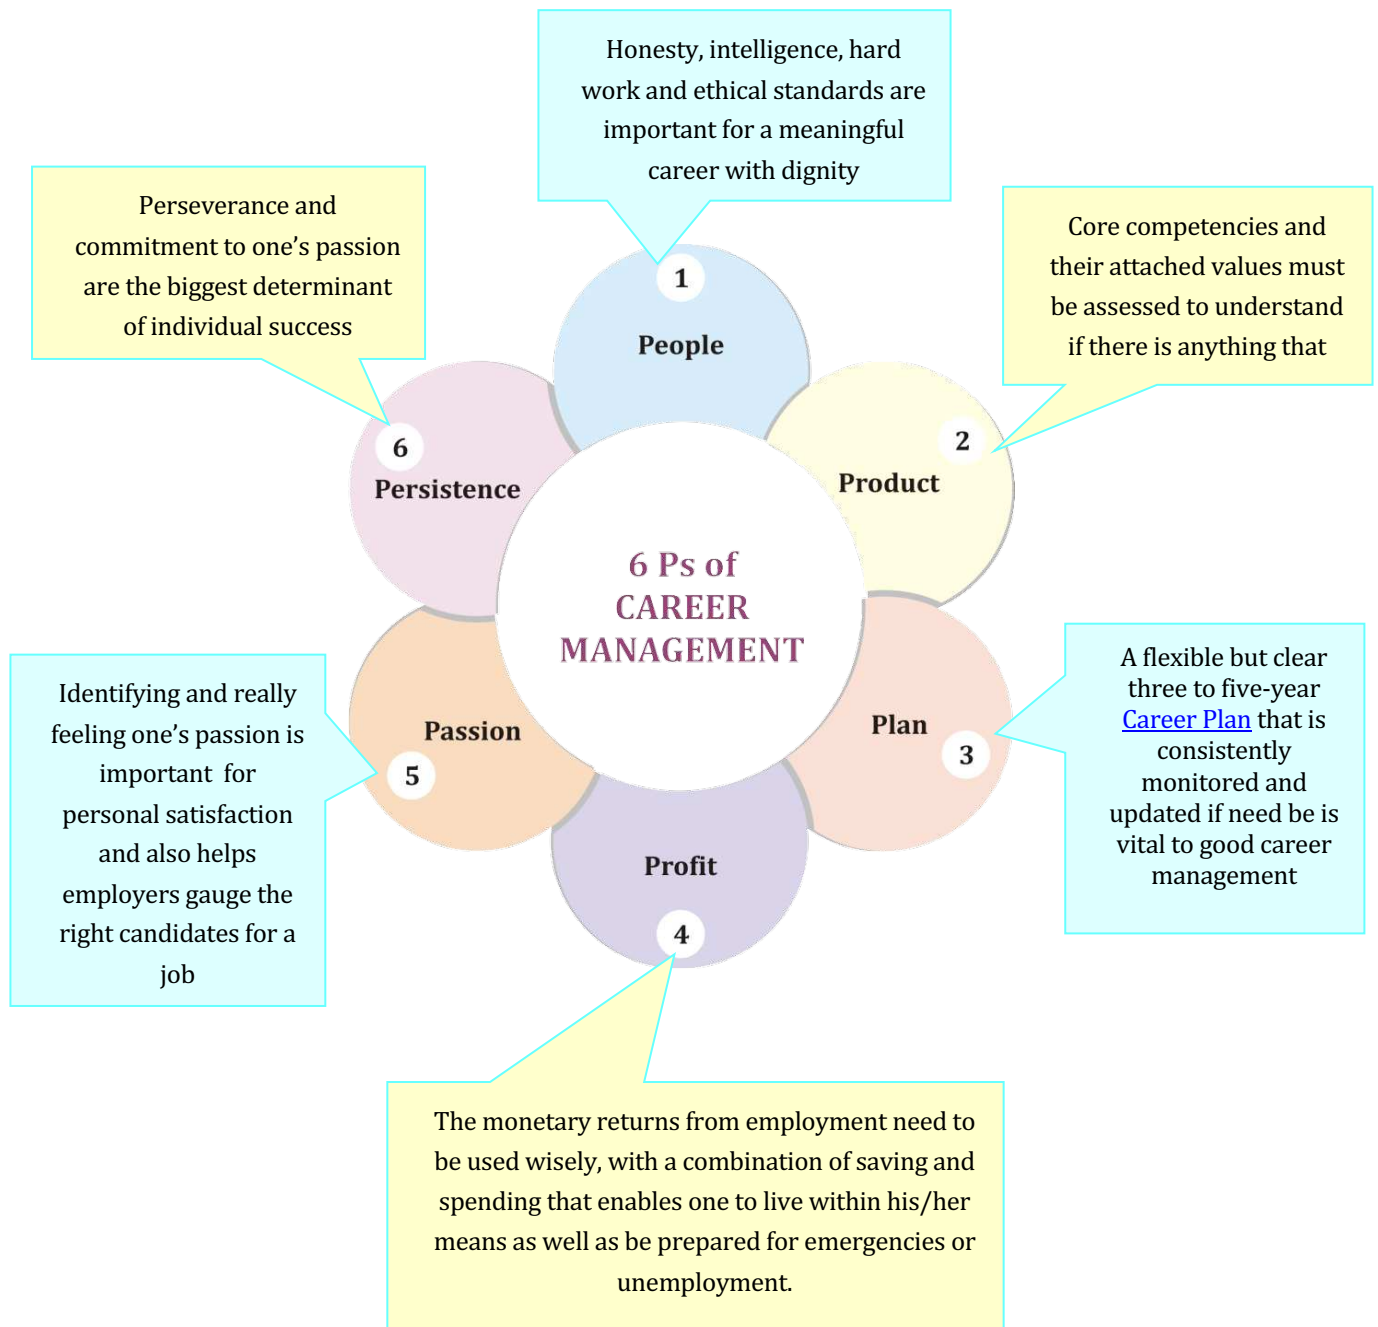 Honesty, intelligence, hard
work and ethical standards are
important for a meaningful
career with dignity
Perseverance and
commitment to one's passion
are the biggest determinant
of individual success
Core competencies and
their attached values must
be assessed to understand
if there is anything that
1
People
2
Product
6
Persistence
6 Ps of
CAREER
MANAGEMENT
A flexible but clear
three to five-year
Career Plan that is
consistently
monitored and
updated if need be is
vital to good career
management
Plan
3
Identifying and really
feeling one's passion is
important for
personal satisfaction
and also helps
employers gauge the
right candidates for a
job
Passion
5
Profit
4
The monetary returns from employment need to
be used wisely, with a combination of saving and
spending that enables one to live within his/her
means as well as be prepared for emergencies or
unemployment.